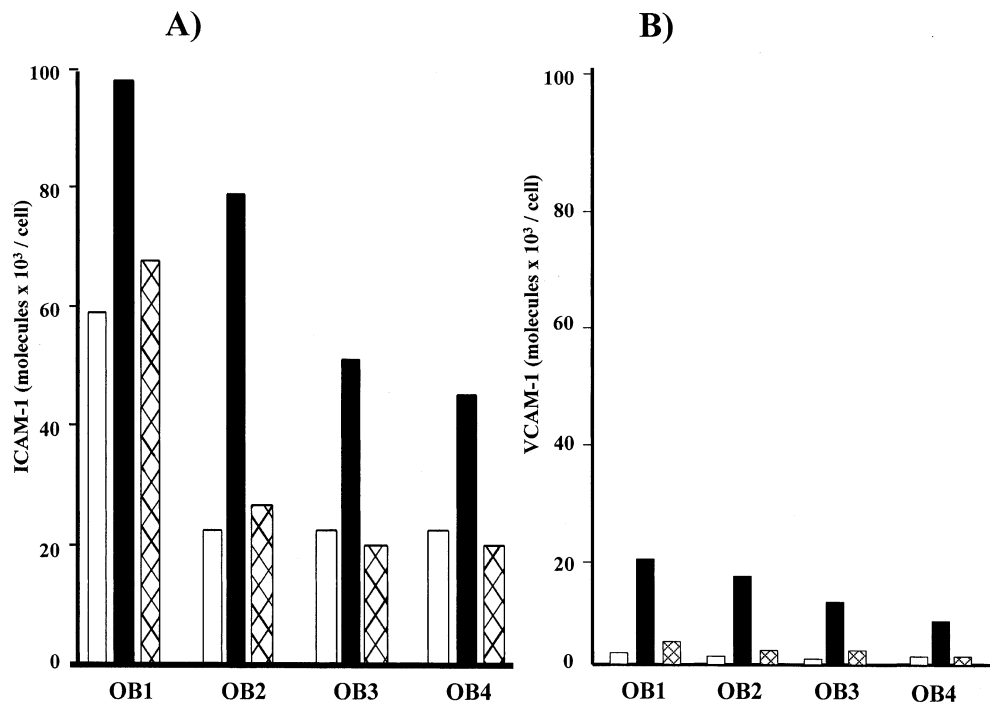 A)
ICAM-1 (molecules x 10³ / cell)
100
80
60
40
20
0
OB1 OB2 OB3 OB4
B)
VCAM-1 (molecules x 10³ / cell)
100
80
60
40
20
0
OB1 OB2 OB3 OB4